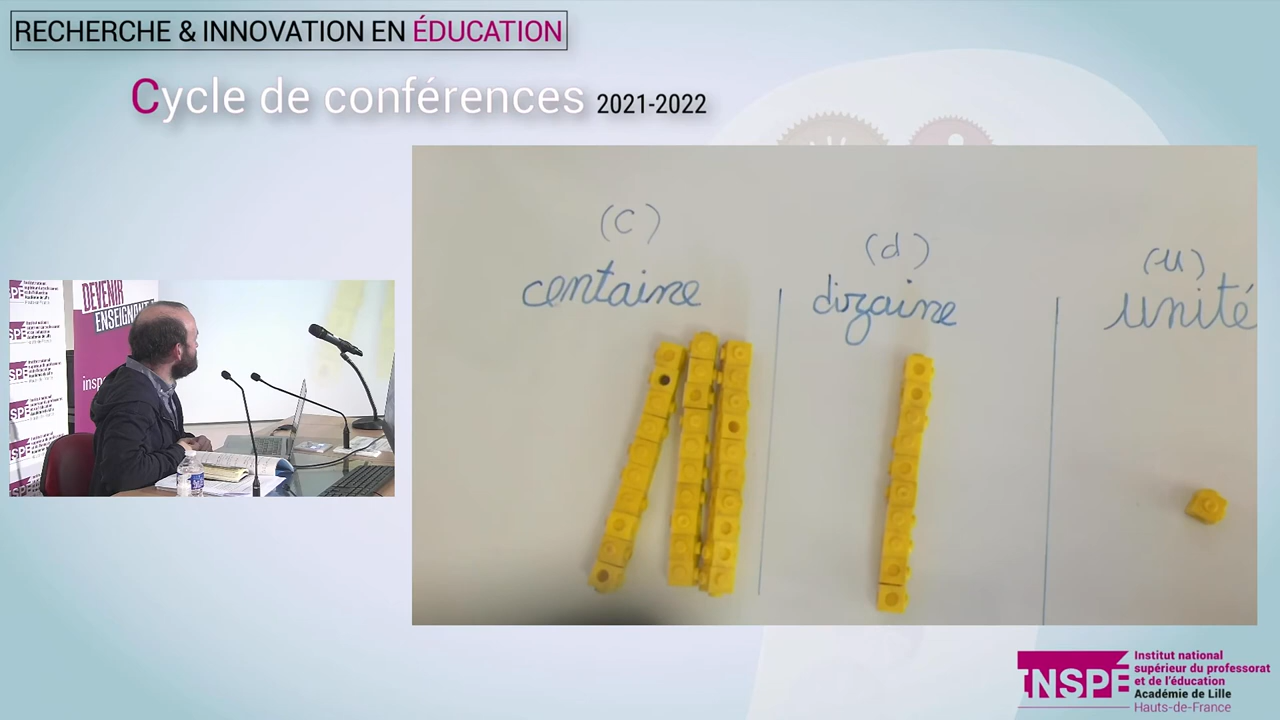 RECHERCHE & INNOVATION EN ÉDUCATION
Cycle de conférences 2021-2022
(c)
centaine
(d)
dizaine
(u)
unité
DEVENIR
ENSEIGNANT
insp
Institut national
supérieur du professorat
et de l'éducation
Académie de Lille
Hauts-de-France
INSPÉ